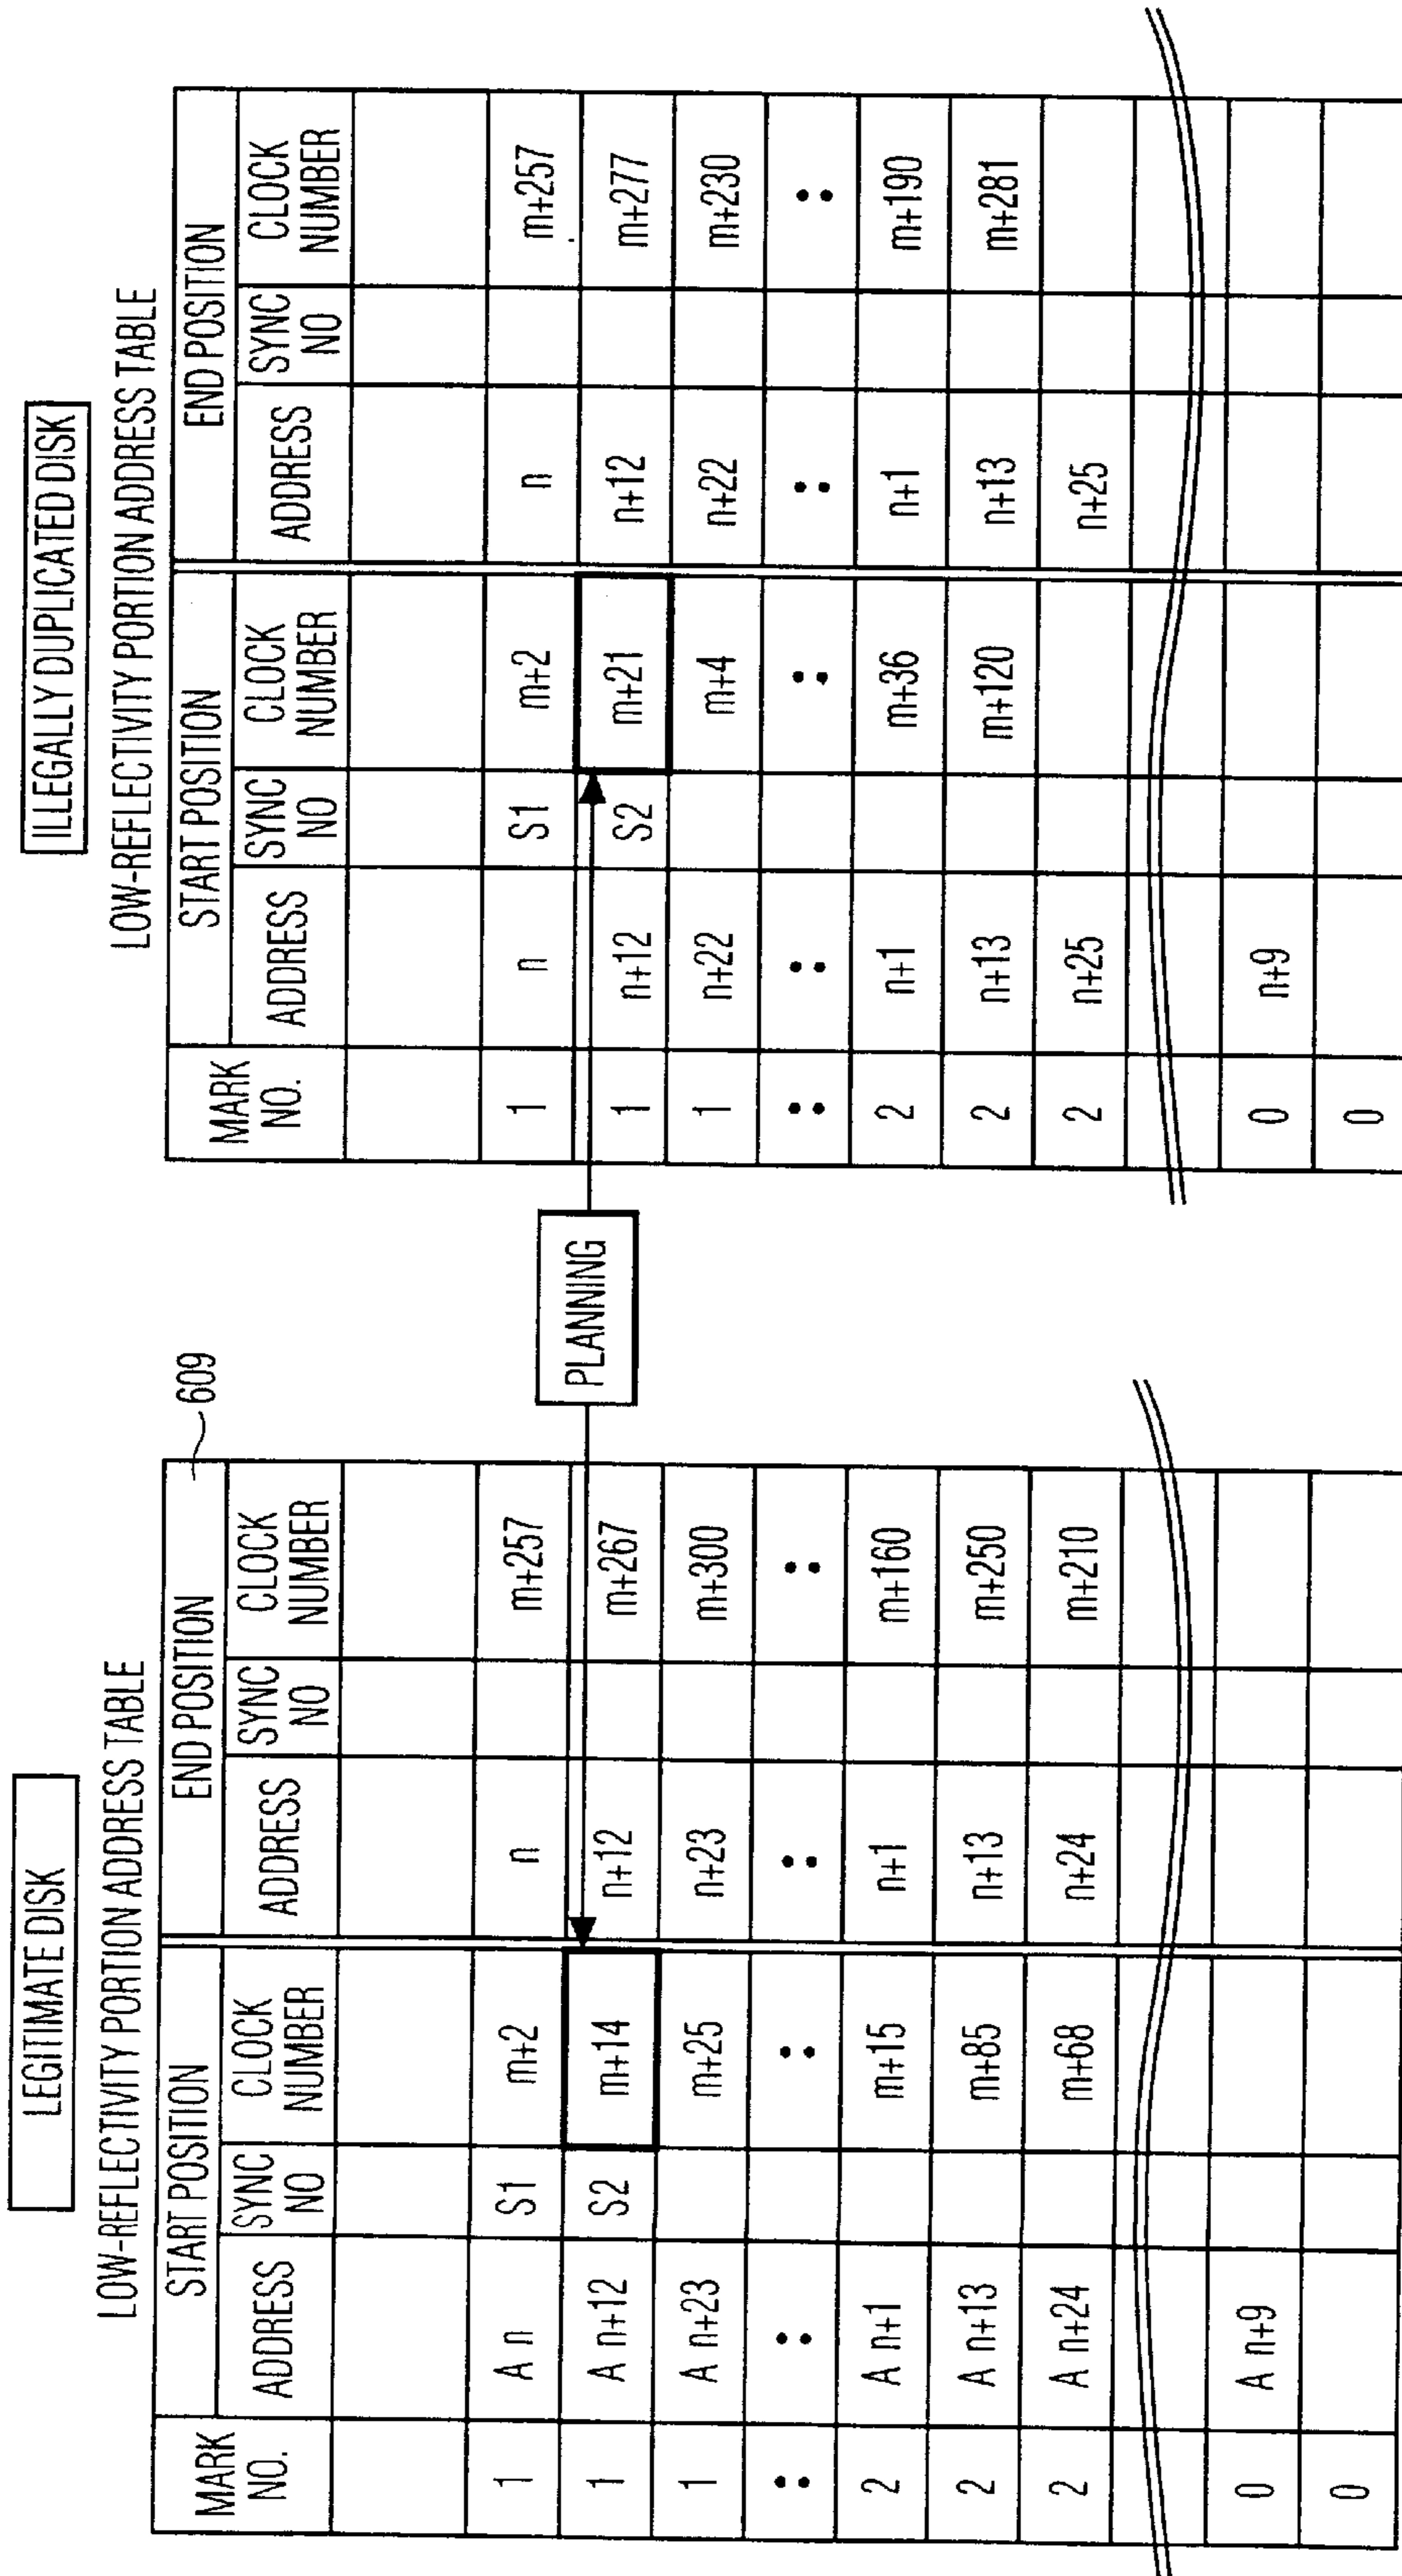 LEGITIMATE DISK
LOW-REFLECTIVITY PORTION ADDRESS TABLE
609
MARK NO. START POSITION END POSITION
ADDRESS SYNC NO CLOCK NUMBER ADDRESS SYNC NO CLOCK NUMBER
1 A n S1 m+2 n m+257
1 A n+12 S2 m+14 n+12 m+267
1 A n+23 m+25 n+23 m+300
: : : : :
2 A n+1 m+15 n+1 m+160
2 A n+13 m+85 n+13 m+250
2 A n+24 m+68 n+24 m+210
0 A n+9
0
PLANNING
ILLEGALLY DUPLICATED DISK
LOW-REFLECTIVITY PORTION ADDRESS TABLE
MARK NO. START POSITION END POSITION
ADDRESS SYNC NO CLOCK NUMBER ADDRESS SYNC NO CLOCK NUMBER
1 n S1 m+2 n m+257
1 n+12 S2 m+21 n+12 m+277
1 n+22 m+4 n+22 m+230
: : : : :
2 n+1 m+36 n+1 m+190
2 n+13 m+120 n+13 m+281
2 n+25 n+25
0 n+9
0